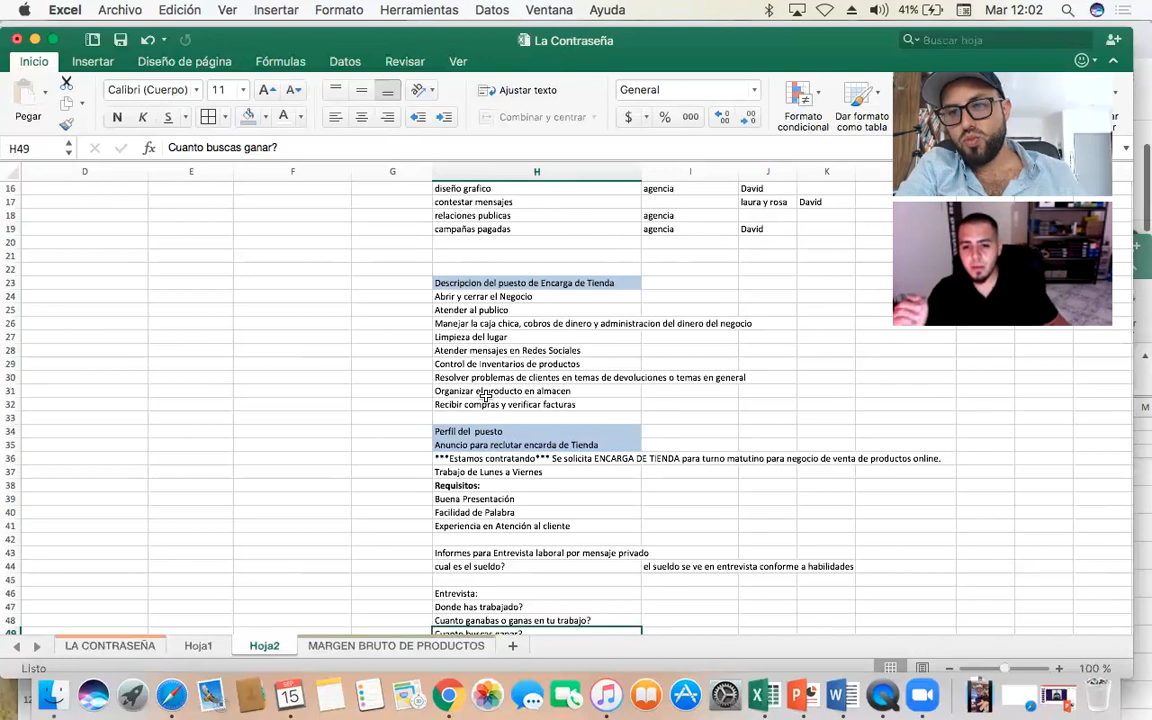 Excel Archivo Edición Ver Insertar Formato Herramientas Datos Ventana Ayuda 41% Mar 12:02
La Contraseña
Buscar hoja
Inicio Insertar Diseño de página Fórmulas Datos Revisar Ver
Pegar
Calibri (Cuerpo) 11 A A
N K S A
Ajustar texto
Combinar y centrar
General
$ % 000
Formato condicional
Dar formato como tabla
H49 fx Cuanto buscas ganar?
D E F G H I J K
16 diseño grafico agencia David
17 contestar mensajes laura y rosa David
18 relaciones publicas agencia
19 campañas pagadas agencia David
20
21
22
23 Descripcion del puesto de Encarga de Tienda
24 Abrir y cerrar el Negocio
25 Atender al publico
26 Manejar la caja chica, cobros de dinero y administracion del dinero del negocio
27 Limpieza del lugar
28 Atender mensajes en Redes Sociales
29 Control de Inventarios de productos
30 Resolver problemas de clientes en temas de devoluciones o temas en general
31 Organizar el producto en almacen
32 Recibir compras y verificar facturas
33
34 Perfil del puesto
35 Anuncio para reclutar encarda de Tienda
36 ***Estamos contratando*** Se solicita ENCARGA DE TIENDA para turno matutino para negocio de venta de productos online.
37 Trabajo de Lunes a Viernes
38 Requisitos:
39 Buena Presentación
40 Facilidad de Palabra
41 Experiencia en Atención al cliente
42
43 Informes para Entrevista laboral por mensaje privado
44 cual es el sueldo? el sueldo se ve en entrevista conforme a habilidades
45
46 Entrevista:
47 Donde has trabajado?
48 Cuanto ganabas o ganas en tu trabajo?
49 Cuanto buscas ganar?
LA CONTRASEÑA Hoja1 Hoja2 MARGEN BRUTO DE PRODUCTOS
Listo 100 %
M
12
SEP
15